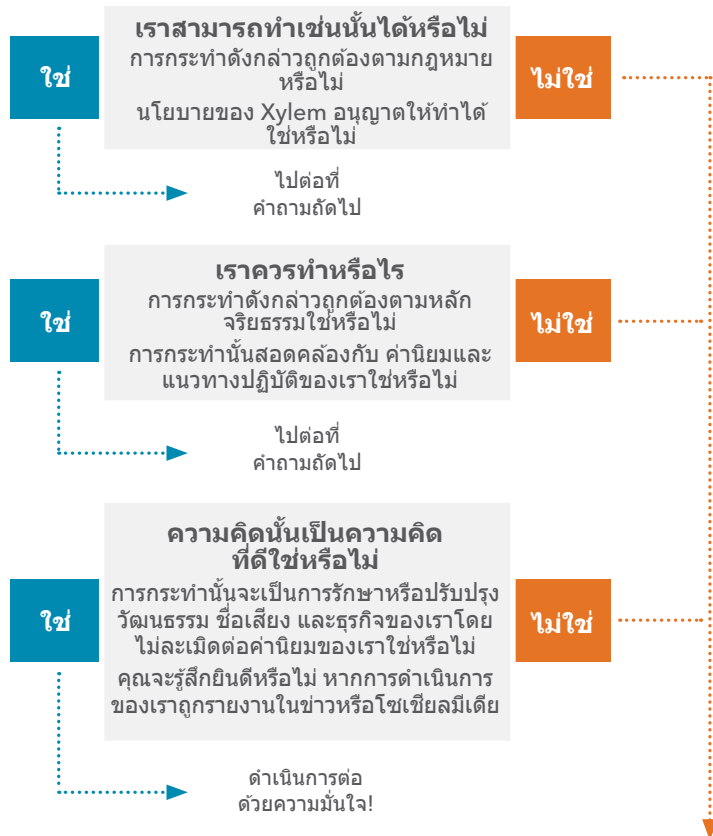 เราสามารถทำเช่นนั้นได้หรือไม่
การกระทำดังกล่าวถูกต้องตามกฎหมาย
หรือไม่
นโยบายของ Xylem อนุญาตให้ทำได้
ใช่หรือไม่
ใช่
ไม่ใช่
ไปต่อที่
คำถามถัดไป
เราควรทำหรือไร
การกระทำดังกล่าวถูกต้องตามหลัก
จริยธรรมใช่หรือไม่
การกระทำนั้นสอดคล้องกับ ค่านิยมและ
แนวทางปฏิบัติของเราใช่หรือไม่
ใช่
ไม่ใช่
ไปต่อที่
คำถามถัดไป
ความคิดนั้นเป็นความคิด
ที่ดีใช่หรือไม่
การกระทำนั้นจะเป็นการรักษาหรือปรับปรุง
วัฒนธรรม ชื่อเสียง และธุรกิจของเราโดย
ไม่ละเมิดต่อค่านิยมของเราใช่หรือไม่
คุณจะรู้สึกยินดีหรือไม่ หากการดำเนินการ
ของเราถูกรายงานในข่าวหรือโซเชียลมีเดีย
ใช่
ไม่ใช่
ดำเนินการต่อ
ด้วยความมั่นใจ!